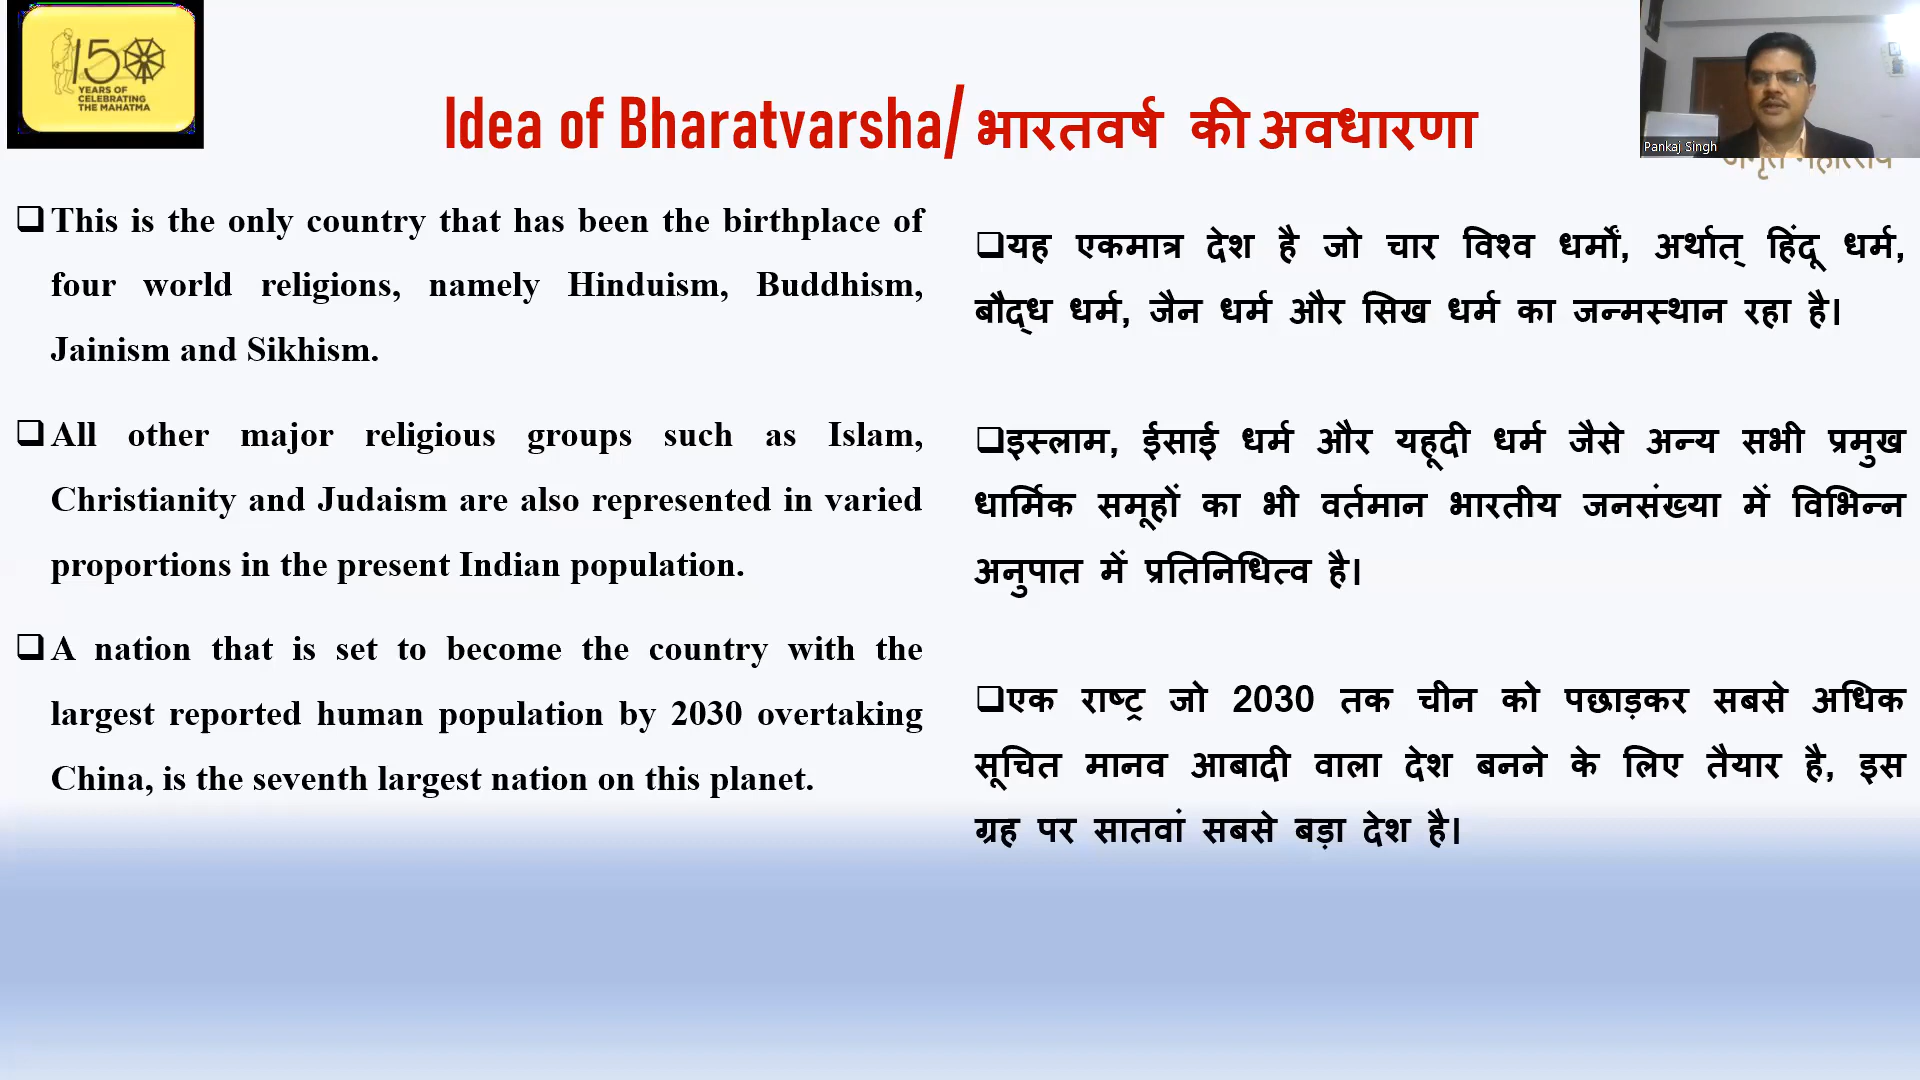 150
YEARS OF
CELEBRATING
THE MAHATMA
Idea of Bharatvarsha/ भारतवर्ष की अवधारणा
Pankaj Singh
❑This is the only country that has been the birthplace of
four world religions, namely Hinduism, Buddhism,
Jainism and Sikhism.
❑All other major religious groups such as Islam,
Christianity and Judaism are also represented in varied
proportions in the present Indian population.
❑A nation that is set to become the country with the
largest reported human population by 2030 overtaking
China, is the seventh largest nation on this planet.
❑यह एकमात्र देश है जो चार विश्व धर्मों, अर्थात् हिंदू धर्म,
बौद्ध धर्म, जैन धर्म और सिख धर्म का जन्मस्थान रहा है।
❑इस्लाम, ईसाई धर्म और यहूदी धर्म जैसे अन्य सभी प्रमुख
धार्मिक समूहों का भी वर्तमान भारतीय जनसंख्या में विभिन्न
अनुपात में प्रतिनिधित्व है।
❑एक राष्ट्र जो 2030 तक चीन को पछाड़कर सबसे अधिक
सूचित मानव आबादी वाला देश बनने के लिए तैयार है, इस
ग्रह पर सातवां सबसे बड़ा देश है।